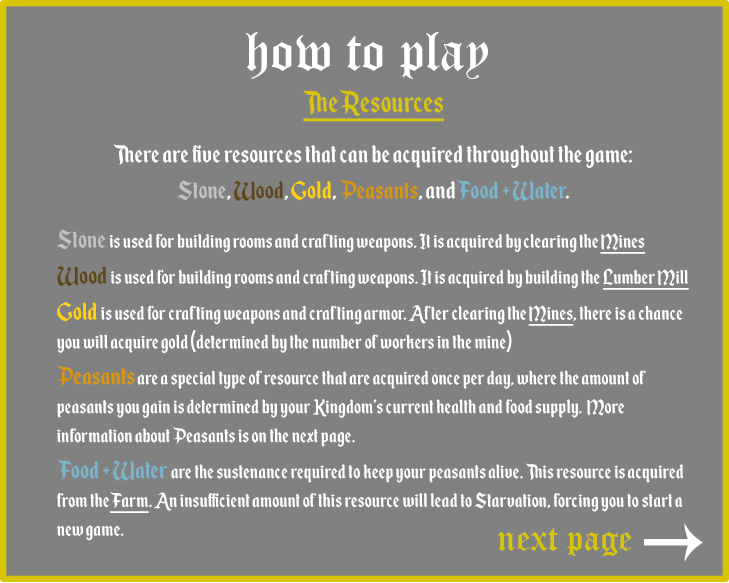 how to play
The Resources
There are five resources that can be acquired throughout the game:
Stone, Wood, Gold, Peasants, and Food + Water.
Stone is used for building rooms and crafting weapons. It is acquired by clearing the Mines
Wood is used for building rooms and crafting weapons. It is acquired by building the Lumber Mill
Gold is used for crafting weapons and crafting armor. After clearing the Mines, there is a chance
you will acquire gold (determined by the number of workers in the mine)
Peasants are a special type of resource that are acquired once per day, where the amount of
peasants you gain is determined by your Kingdom's current health and food supply. More
information about Peasants is on the next page.
Food + Water are the sustenance required to keep your peasants alive. This resource is acquired
from the Farm. An insufficient amount of this resource will lead to Starvation, forcing you to start a
new game.
next page